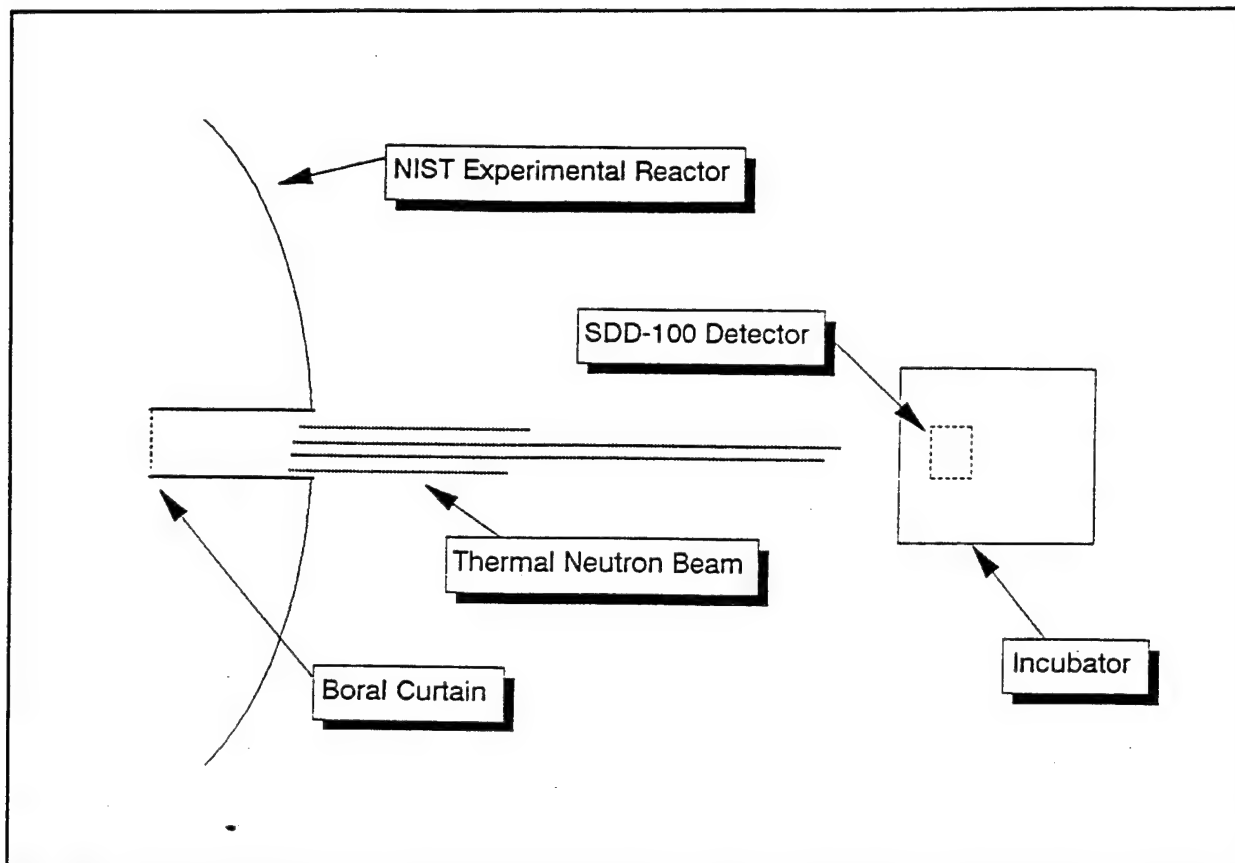 NIST Experimental Reactor
SDD-100 Detector
Thermal Neutron Beam
Incubator
Boral Curtain